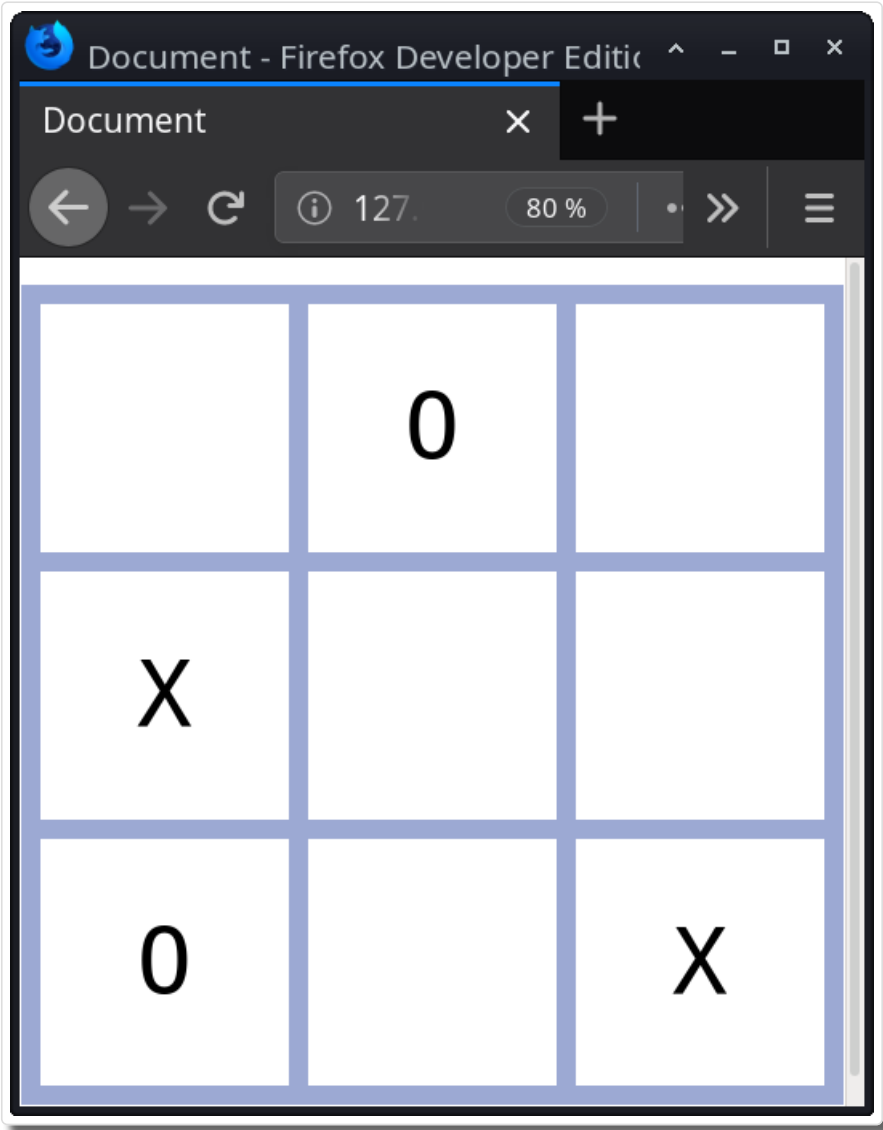 Document - Firefox Developer Editic
Document
127.
80 %
0
X
0
X